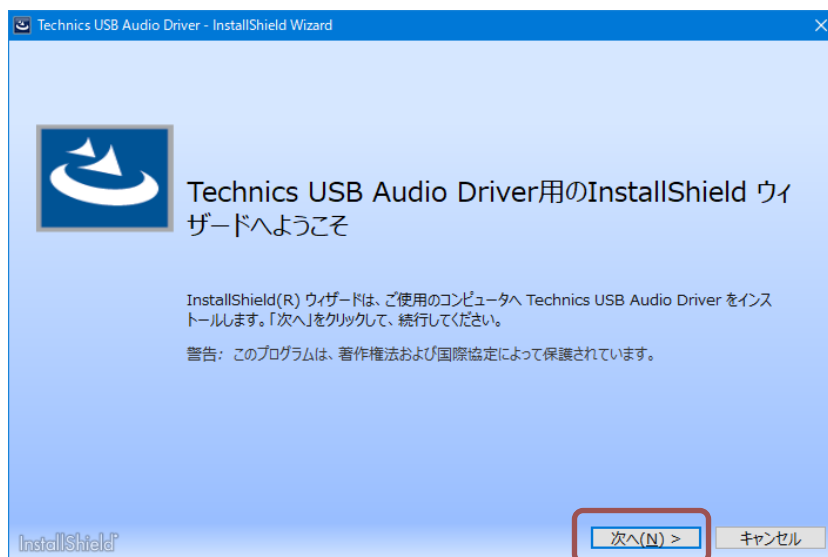 Technics USB Audio Driver - InstallShield Wizard
Technics USB Audio Driver用のInstallShield ウィ
ザードへようこそ
InstallShield(R) ウィザードは、ご使用のコンピュータへ Technics USB Audio Driver をインス
トールします。「次へ」をクリックして、続行してください。
警告: このプログラムは、著作権法および国際協定によって保護されています。
InstallShield
次へ(N) >
キャンセル